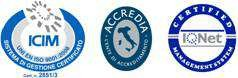 ICIM
UNI EN ISO 9001:2008
SISTEMA DI GESTIONE CERTIFICATO
Cert. n. 2851/3
ACCREDIA
L'ENTE ITALIANO DI ACCREDITAMENTO
CERTIFIED
IQNet
MANAGEMENT SYSTEM